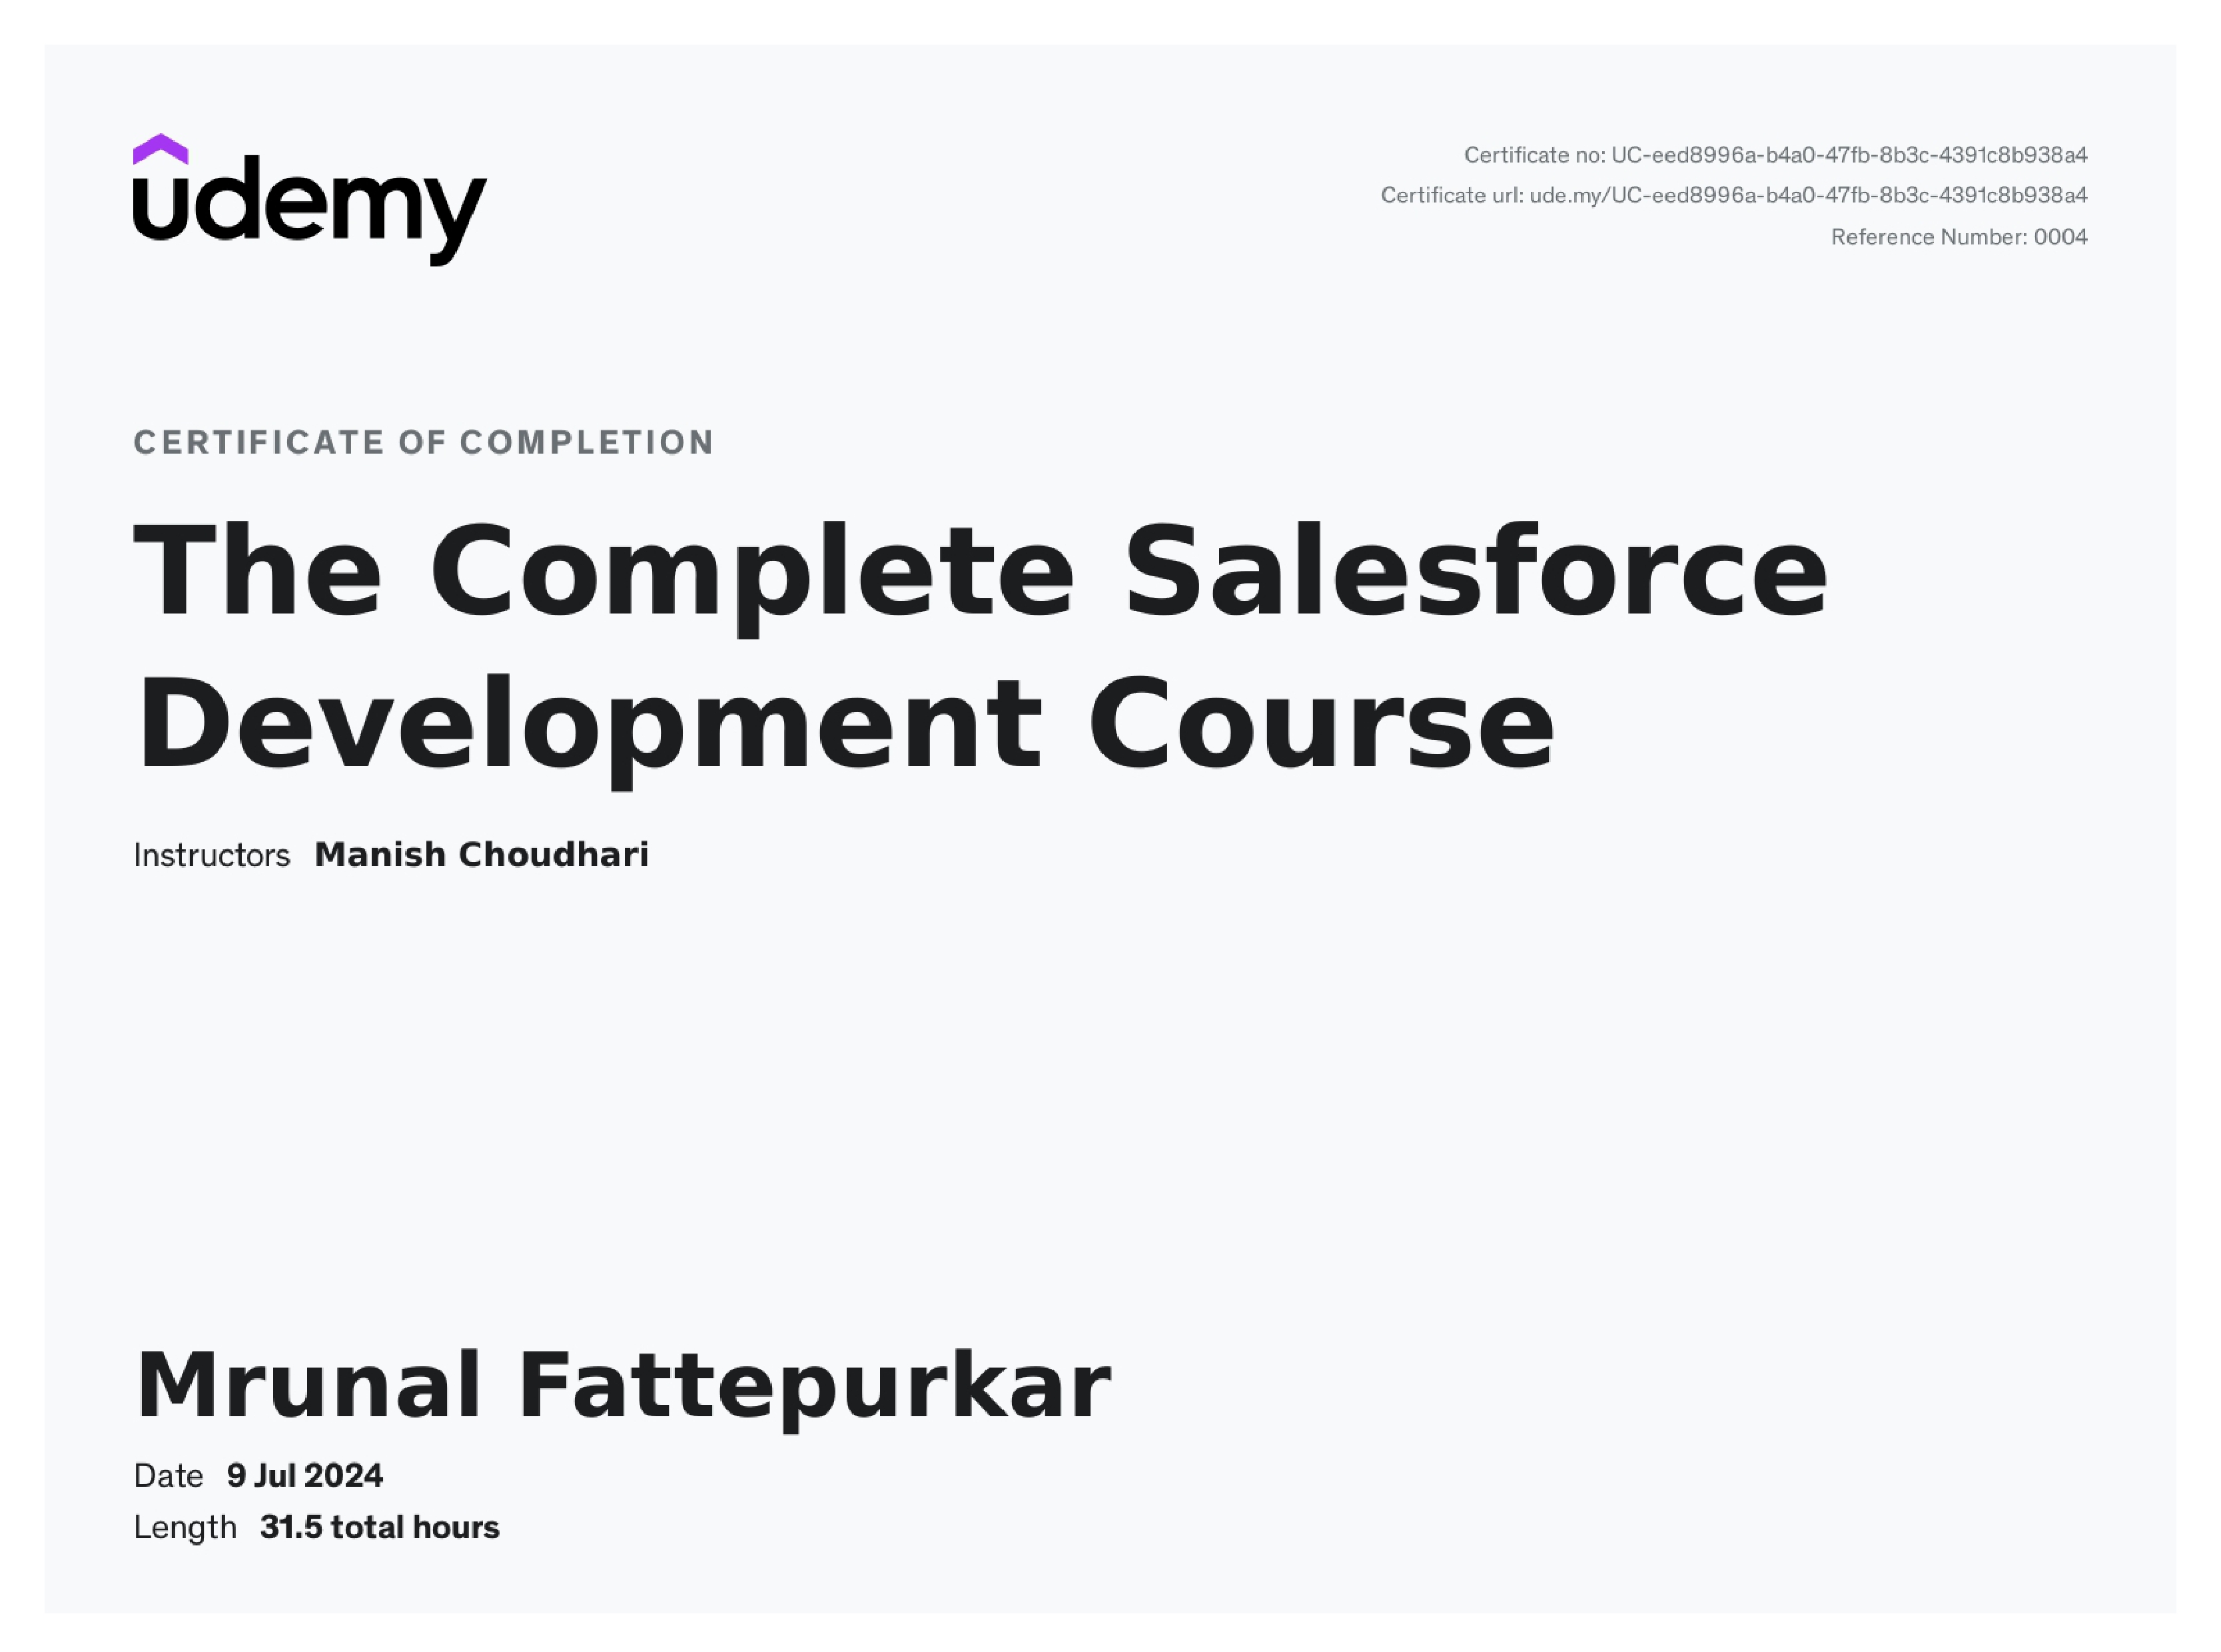 udemy
Certificate no: UC-eed8996a-b4a0-47fb-8b3c-4391c8b938a4
Certificate url: ude.my/UC-eed8996a-b4a0-47fb-8b3c-4391c8b938a4
Reference Number: 0004
CERTIFICATE OF COMPLETION
The Complete Salesforce
Development Course
Instructors Manish Choudhari
Mrunal Fattepurkar
Date 9 Jul 2024
Length 31.5 total hours